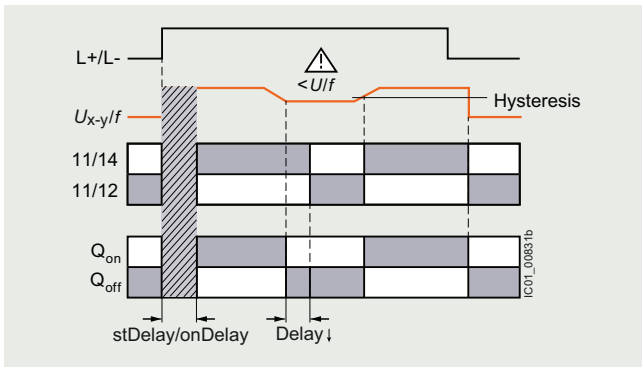 L+/L-
<U/f
Hysteresis
Ux-y/f
11/14
11/12
Qon
Qoff
stDelay/onDelay
Delay↓
IC01_00831b